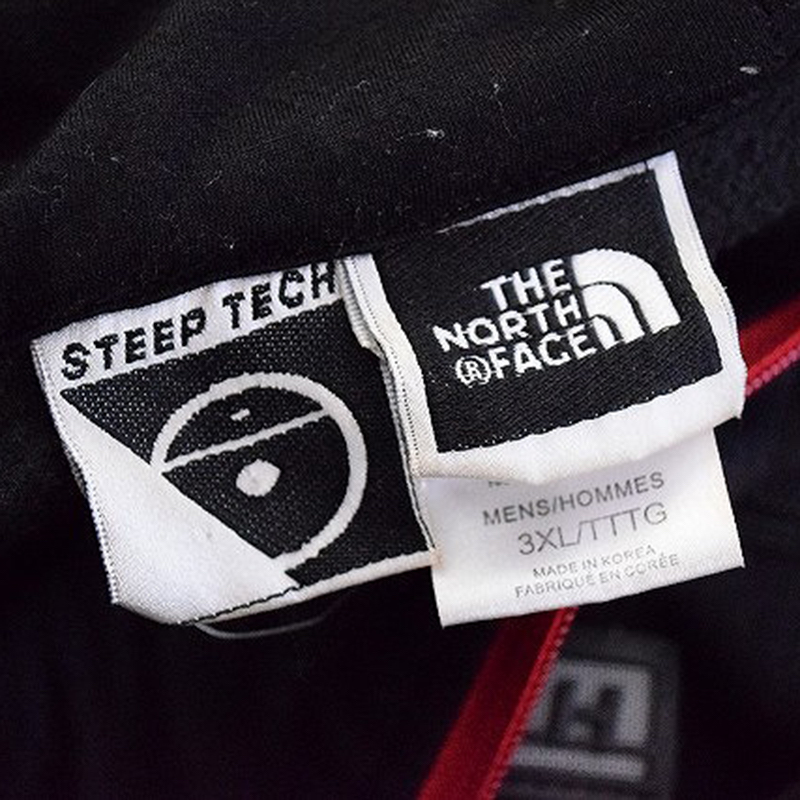 STEEP TECH
THE
NORTH
®FACE
MENS/HOMMES
3XL/TTTG
MADE IN KOREA
FABRIQUÉ EN CORÉE
H